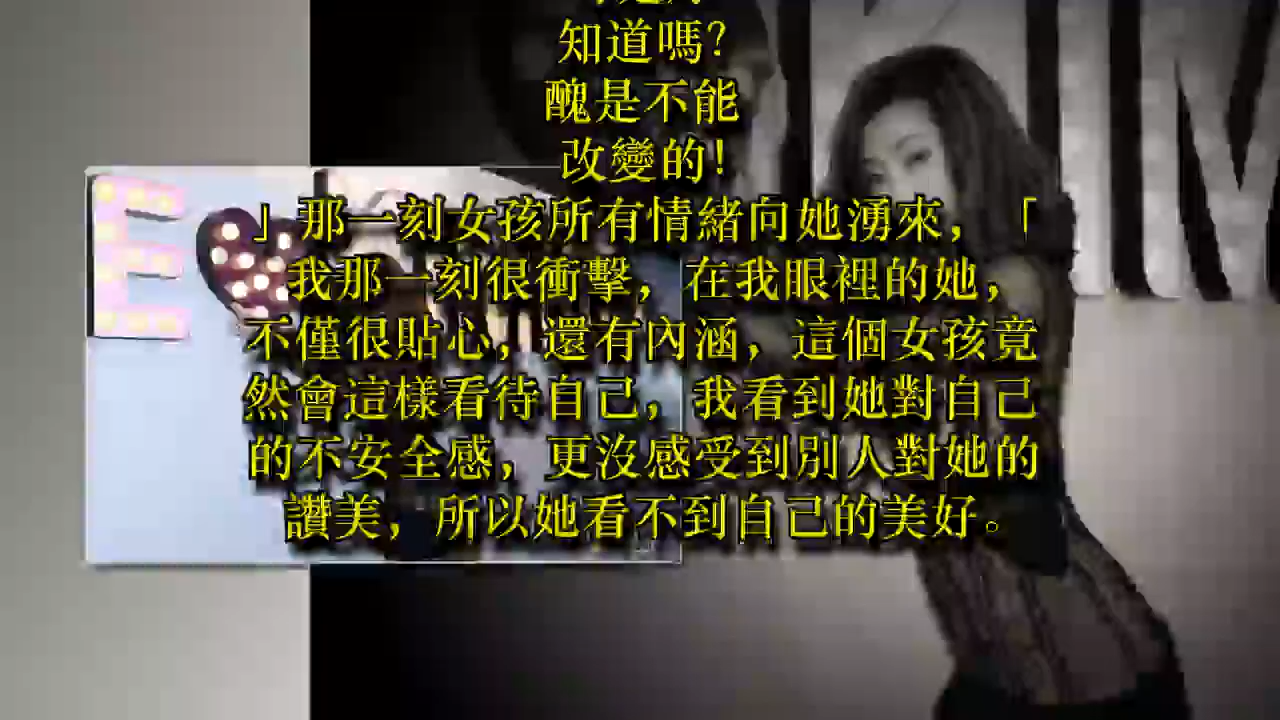 知道嗎?
醜是不能
改變的!
」那一刻女孩所有情緒向她湧來，「
我那一刻很衝擊，在我眼裡的她，
不僅很貼心，還有內涵，這個女孩竟
然會這樣看待自己，我看到她對自己
的不安全感，更沒感受到別人對她的
讚美，所以她看不到自己的美好。
E